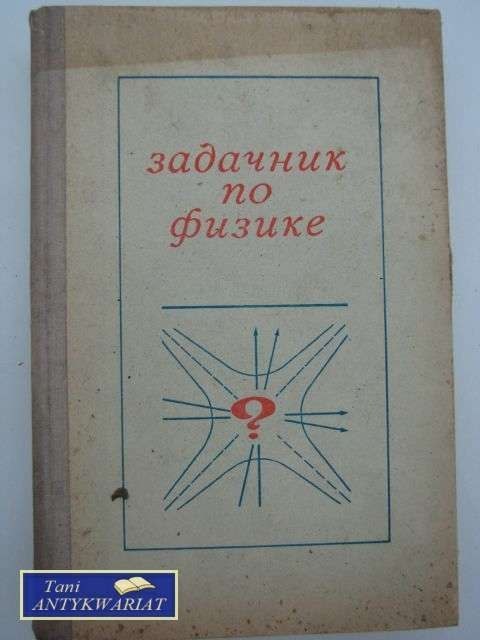 задачник
по
физике
?
Tani
ANTYKWARIAT